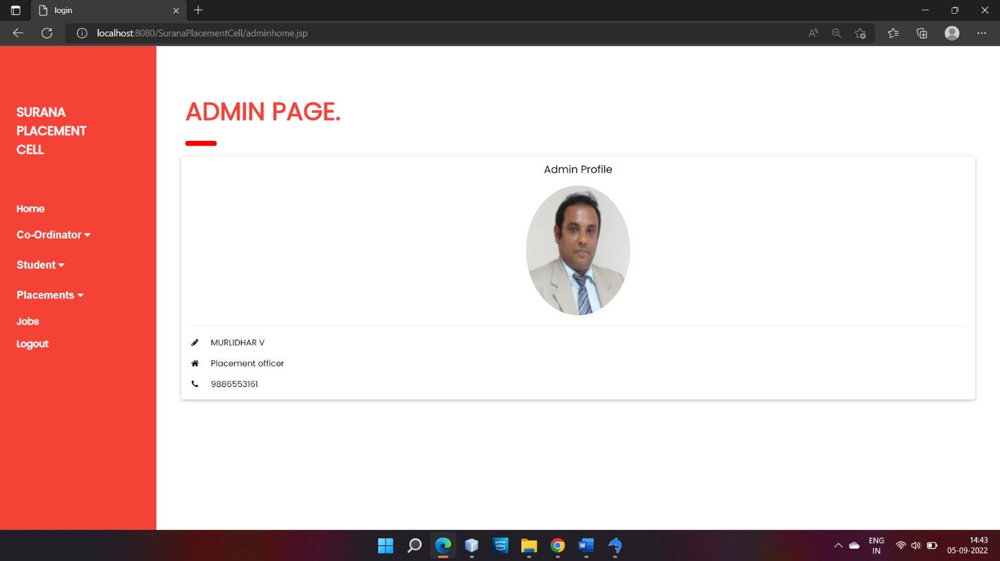 login
localhost:8080/SuranaPlacementCell/adminhome.jsp
SURANA
PLACEMENT
CELL
Home
Co-Ordinator
Student
Placements
Jobs
Logout
ADMIN PAGE.
Admin Profile
MURLIDHAR V
Placement officer
9886553161
prime video
W
ENG
IN
14:43
05-09-2022